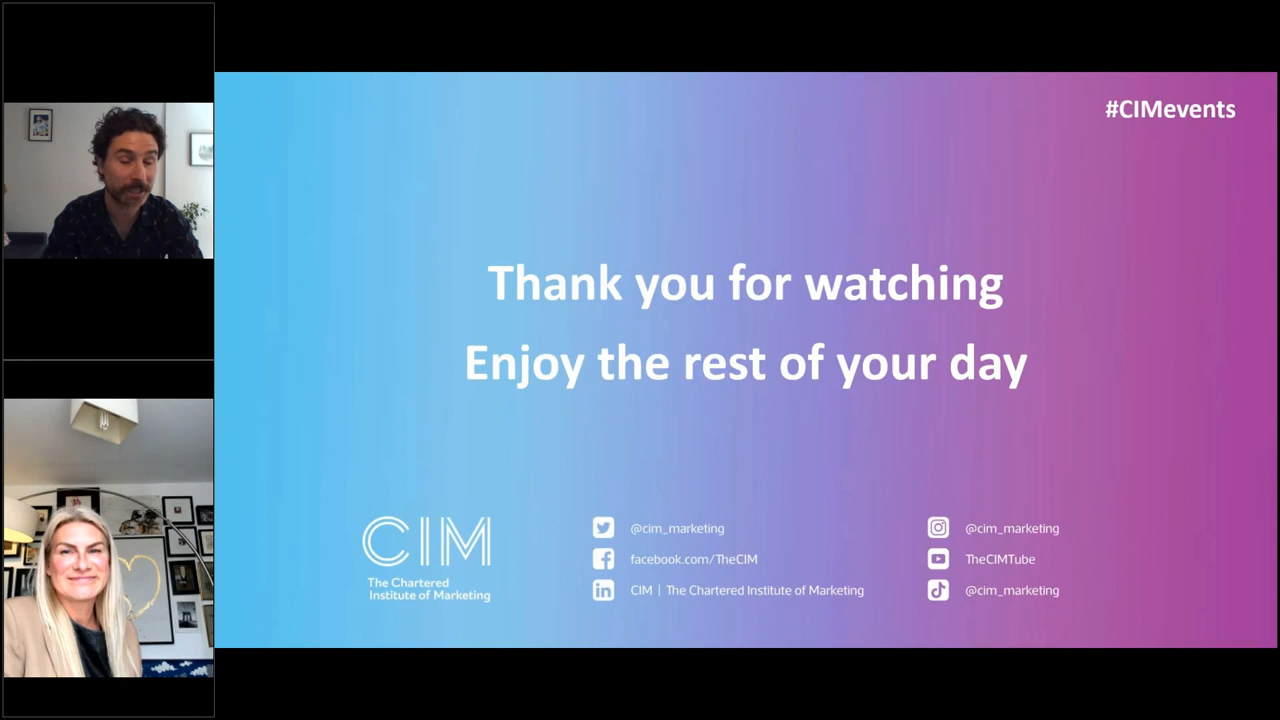 #CIMevents
Thank you for watching
Enjoy the rest of your day
CIM
The Chartered
Institute of Marketing
@cim_marketing
facebook.com/TheCIM
CIM | The Chartered Institute of Marketing
@cim_marketing
TheCIMTube
@cim_marketing